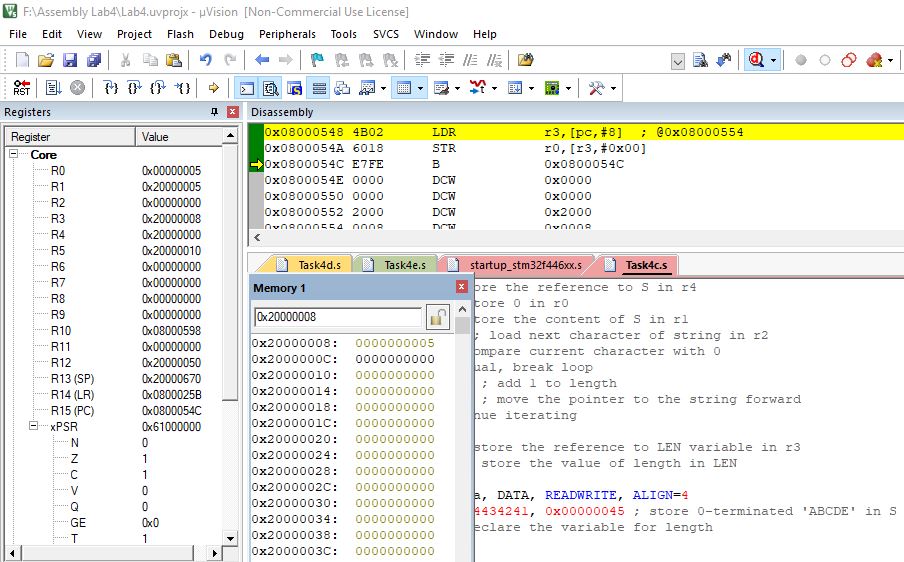 F:\Assembly Lab4\Lab4.uvprojx - µVision [Non-Commercial Use License]
File Edit View Project Flash Debug Peripherals Tools SVCS Window Help
RST
Registers
Register Value
Core
R0 0x00000005
R1 0x20000005
R2 0x00000000
R3 0x20000008
R4 0x20000000
R5 0x20000010
R6 0x00000000
R7 0x00000000
R8 0x00000000
R9 0x00000000
R10 0x08000598
R11 0x00000000
R12 0x20000050
R13 (SP) 0x20000670
R14 (LR) 0x0800025B
R15 (PC) 0x0800054C
xPSR 0x61000000
N 0
Z 1
C 1
V 0
Q 0
GE 0x0
T 1
Disassembly
0x08000548 4B02 LDR r3,[pc,#8] ; @0x08000554
0x0800054A 6018 STR r0,[r3,#0x00]
0x0800054C E7FE B 0x0800054C
0x0800054E 0000 DCW 0x0000
0x08000550 0000 DCW 0x0000
0x08000552 2000 DCW 0x2000
0x08000554 0008 DCW 0x0008
Task4d.s Task4e.s startup_stm32f446xx.s Task4c.s
Memory 1
0x20000008
0x20000008: 0000000005
0x2000000C: 0000000000
0x20000010: 0000000000
0x20000014: 0000000000
0x20000018: 0000000000
0x2000001C: 0000000000
0x20000020: 0000000000
0x20000024: 0000000000
0x20000028: 0000000000
0x2000002C: 0000000000
0x20000030: 0000000000
0x20000034: 0000000000
0x20000038: 0000000000
0x2000003C: 0000000000
ore the reference to S in r4
tore 0 in r0
tore the content of S in r1
; load next character of string in r2
ompare current character with 0
ual, break loop
; add 1 to length
; move the pointer to the string forward
nue iterating
store the reference to LEN variable in r3
store the value of length in LEN
a, DATA, READWRITE, ALIGN=4
4434241, 0x00000045 ; store 0-terminated 'ABCDE' in S
eclare the variable for length